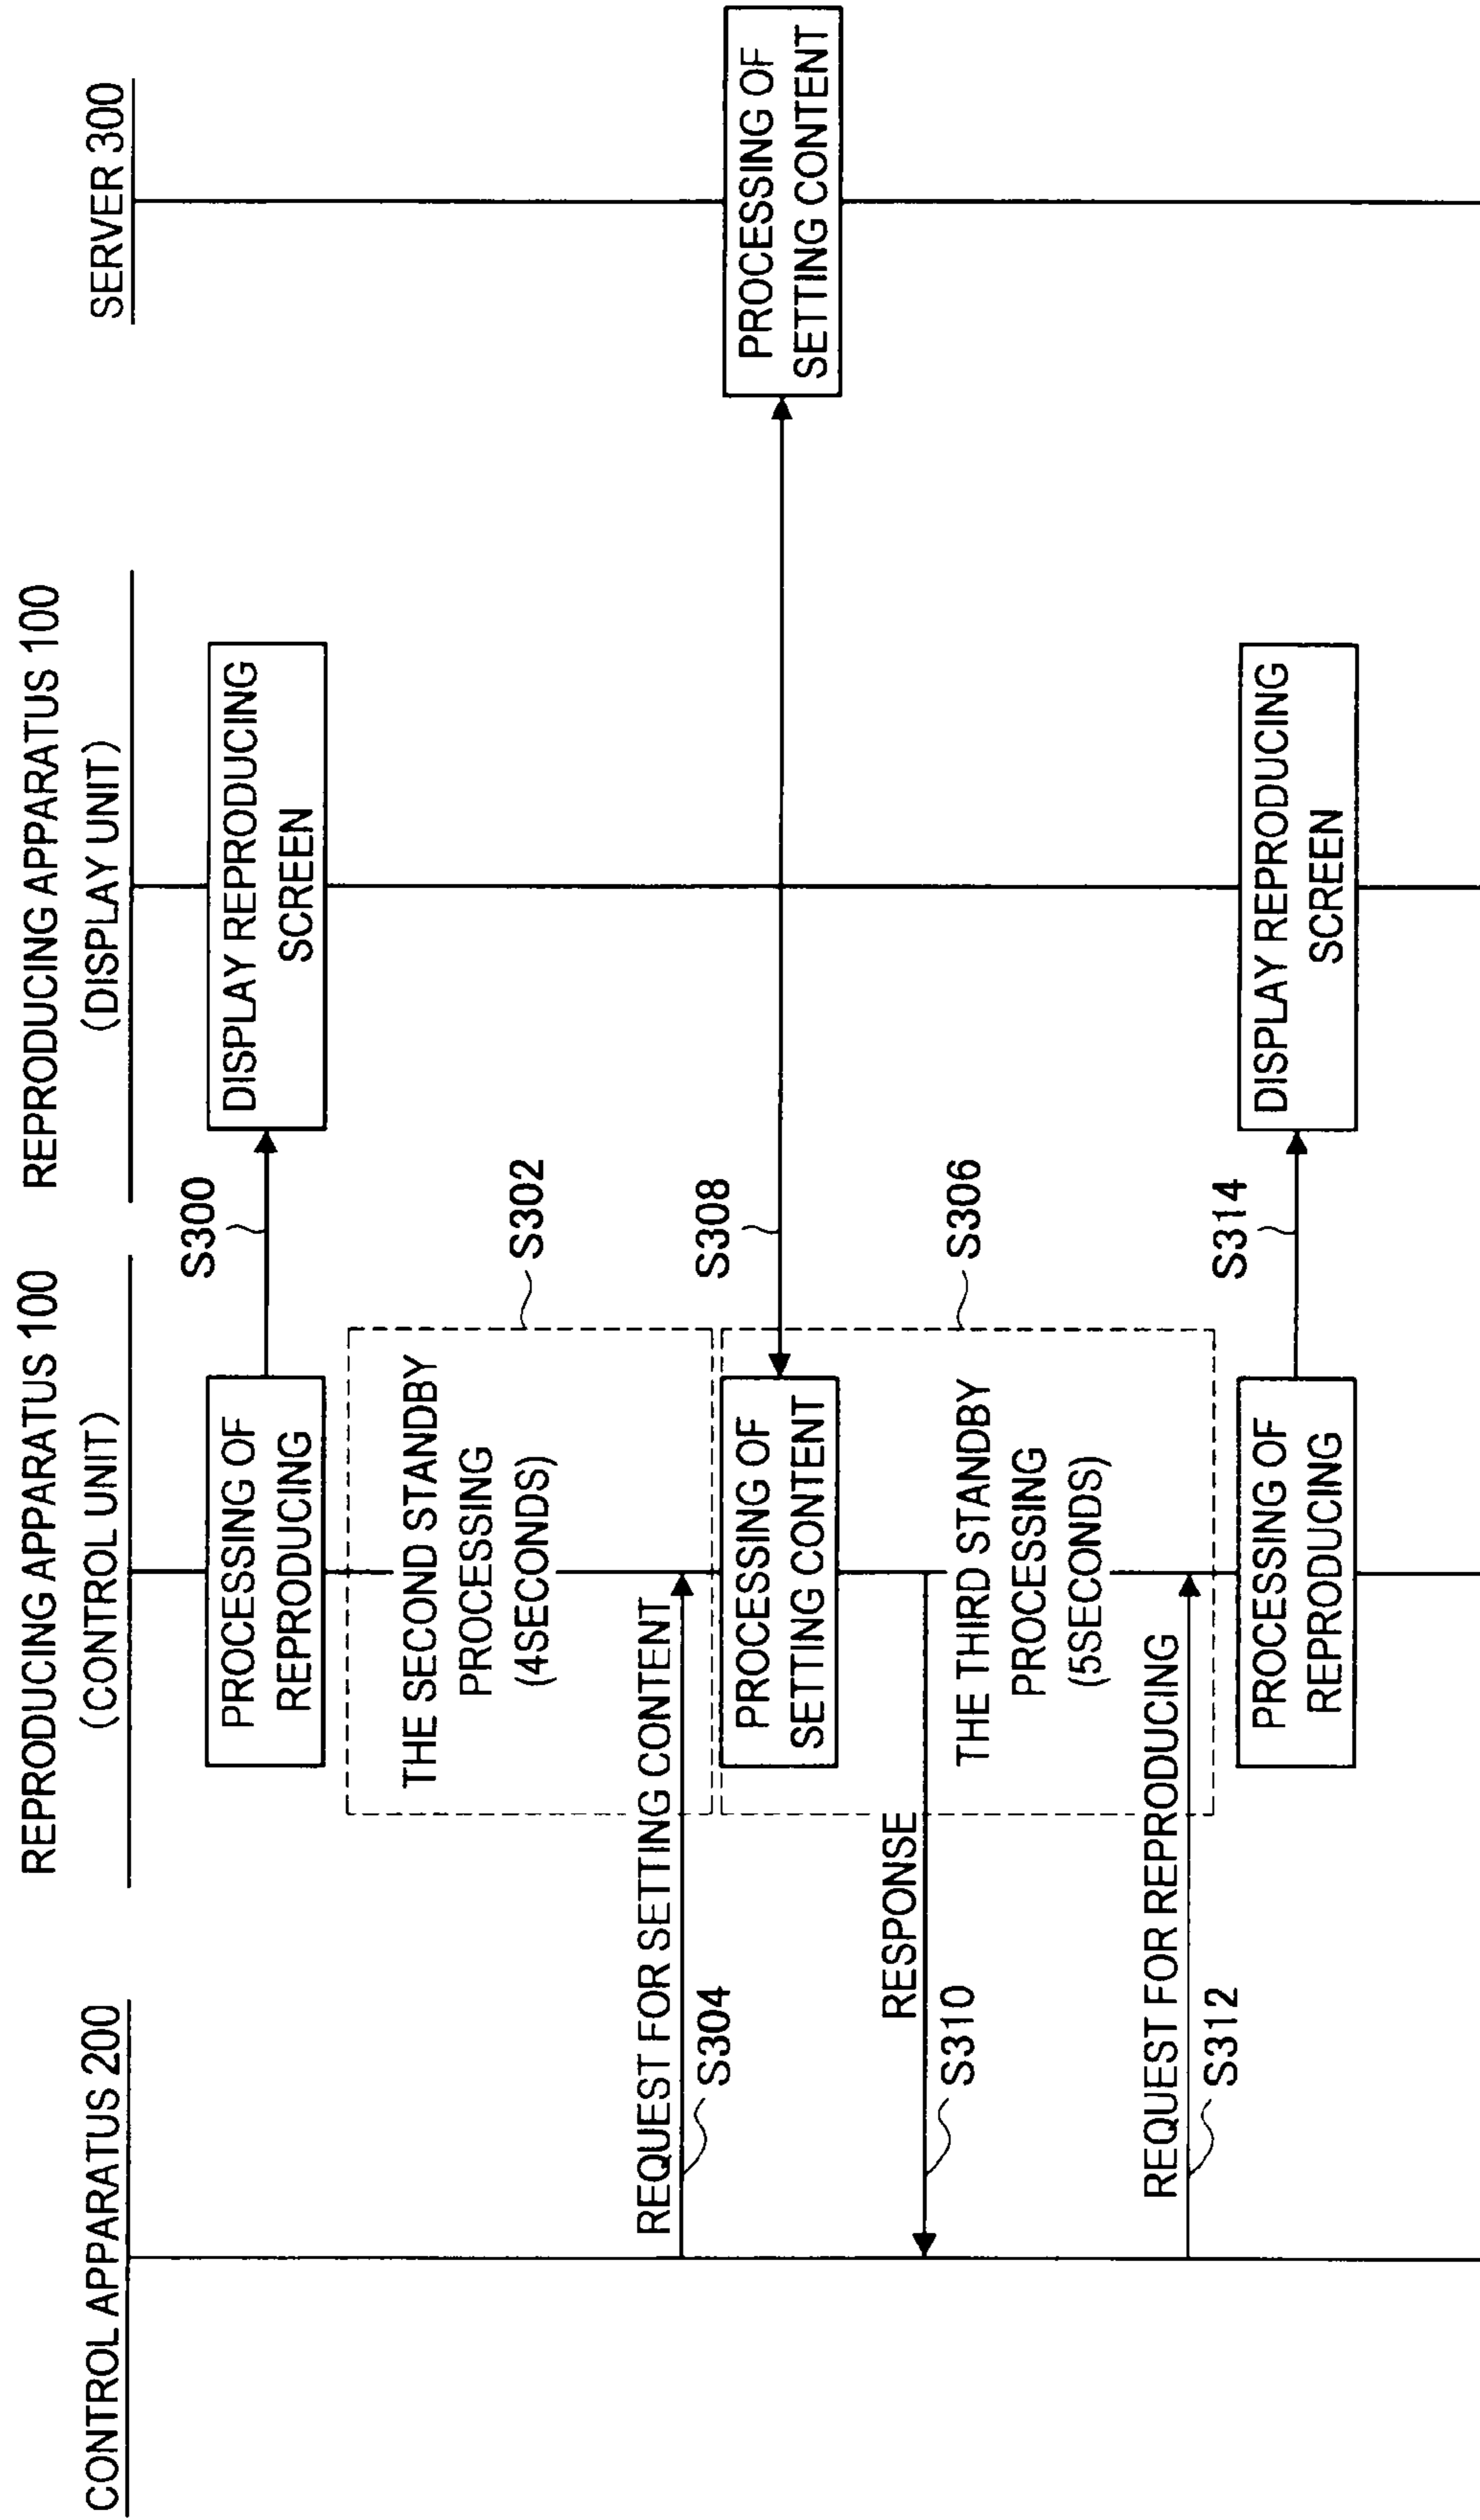 CONTROL APPARATUS 200
REPRODUCING APPARATUS 100
(CONTROL UNIT)
REPRODUCING APPARATUS 100
(DISPLAY UNIT)
SERVER 300
PROCESSING OF
REPRODUCING
S300
DISPLAY REPRODUCING
SCREEN
THE SECOND STANDBY
PROCESSING
(4SECONDS)
S302
REQUEST FOR SETTING CONTENT
S304
PROCESSING OF
SETTING CONTENT
S308
PROCESSING OF
SETTING CONTENT
RESPONSE
S310
THE THIRD STANDBY
PROCESSING
(5SECONDS)
S306
REQUEST FOR REPRODUCING
S312
PROCESSING OF
REPRODUCING
S314
DISPLAY REPRODUCING
SCREEN